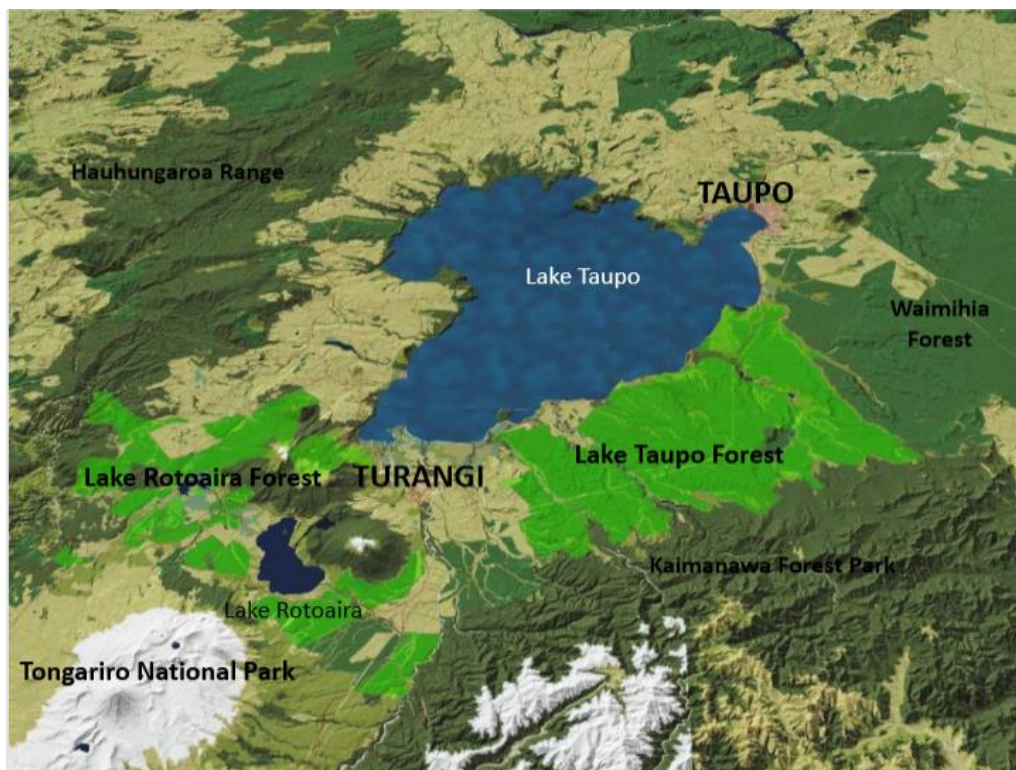 Hauhungaroa Range
TAUPO
Lake Taupo
Waimihia
Forest
Lake Taupo Forest
Lake Rotoaira Forest
TURANGI
Kaimanawa Forest Park
Lake Rotoaira
Tongariro National Park